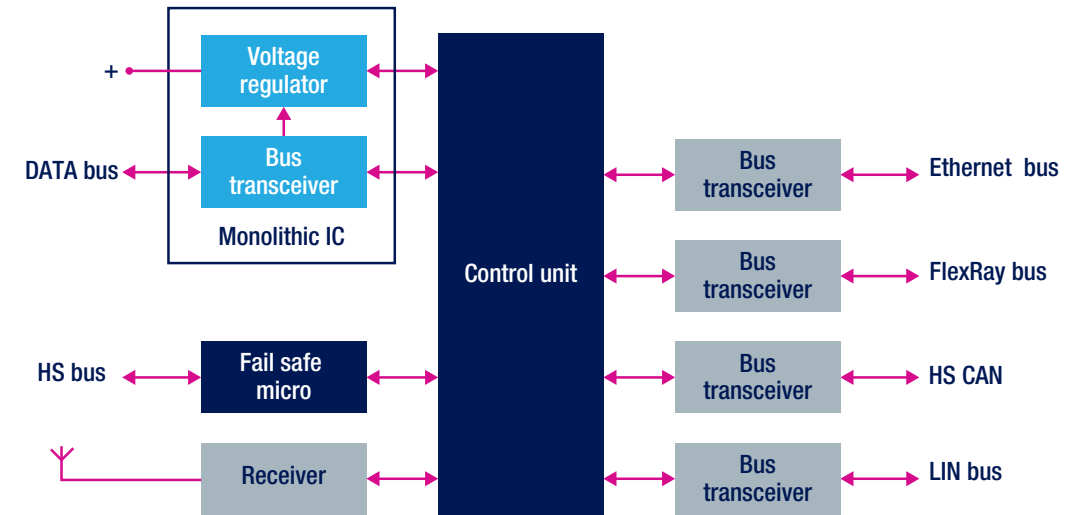 Voltage
regulator
+
Bus
transceiver
DATA bus
Monolithic IC
Fail safe
micro
HS bus
Receiver
Control unit
Bus
transceiver
Ethernet bus
Bus
transceiver
FlexRay bus
Bus
transceiver
HS CAN
Bus
transceiver
LIN bus